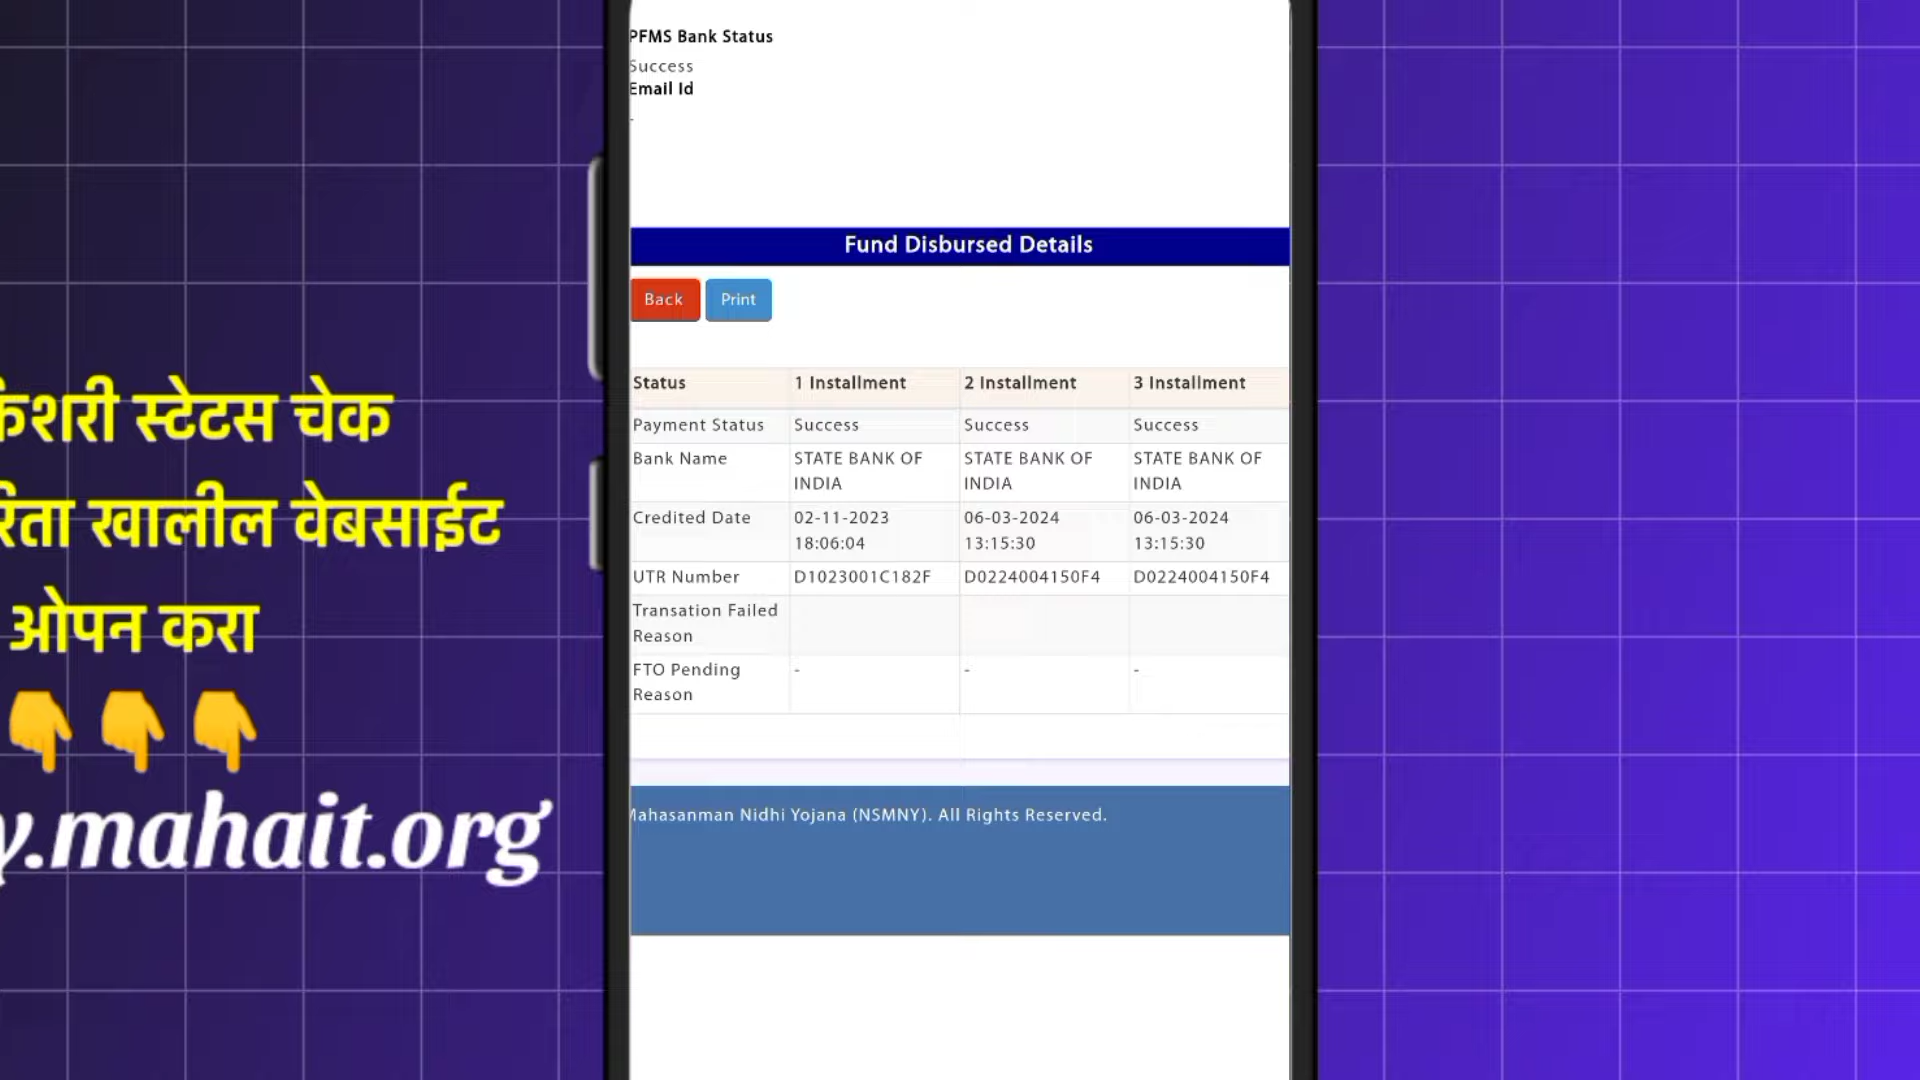 PFMS Bank Status
Success
Email Id
-
Fund Disbursed Details
Back Print
Status 1 Installment 2 Installment 3 Installment
Payment Status Success Success Success
Bank Name STATE BANK OF INDIA STATE BANK OF INDIA STATE BANK OF INDIA
Credited Date 02-11-2023 18:06:04 06-03-2024 13:15:30 06-03-2024 13:15:30
UTR Number D1023001C182F D0224004150F4 D0224004150F4
Transation Failed Reason
FTO Pending Reason - - -
Mahasanman Nidhi Yojana (NSMNY). All Rights Reserved.
स्टेटस चेक
खालील वेबसाईट
ओपन करा
👇👇👇
y.mahait.org